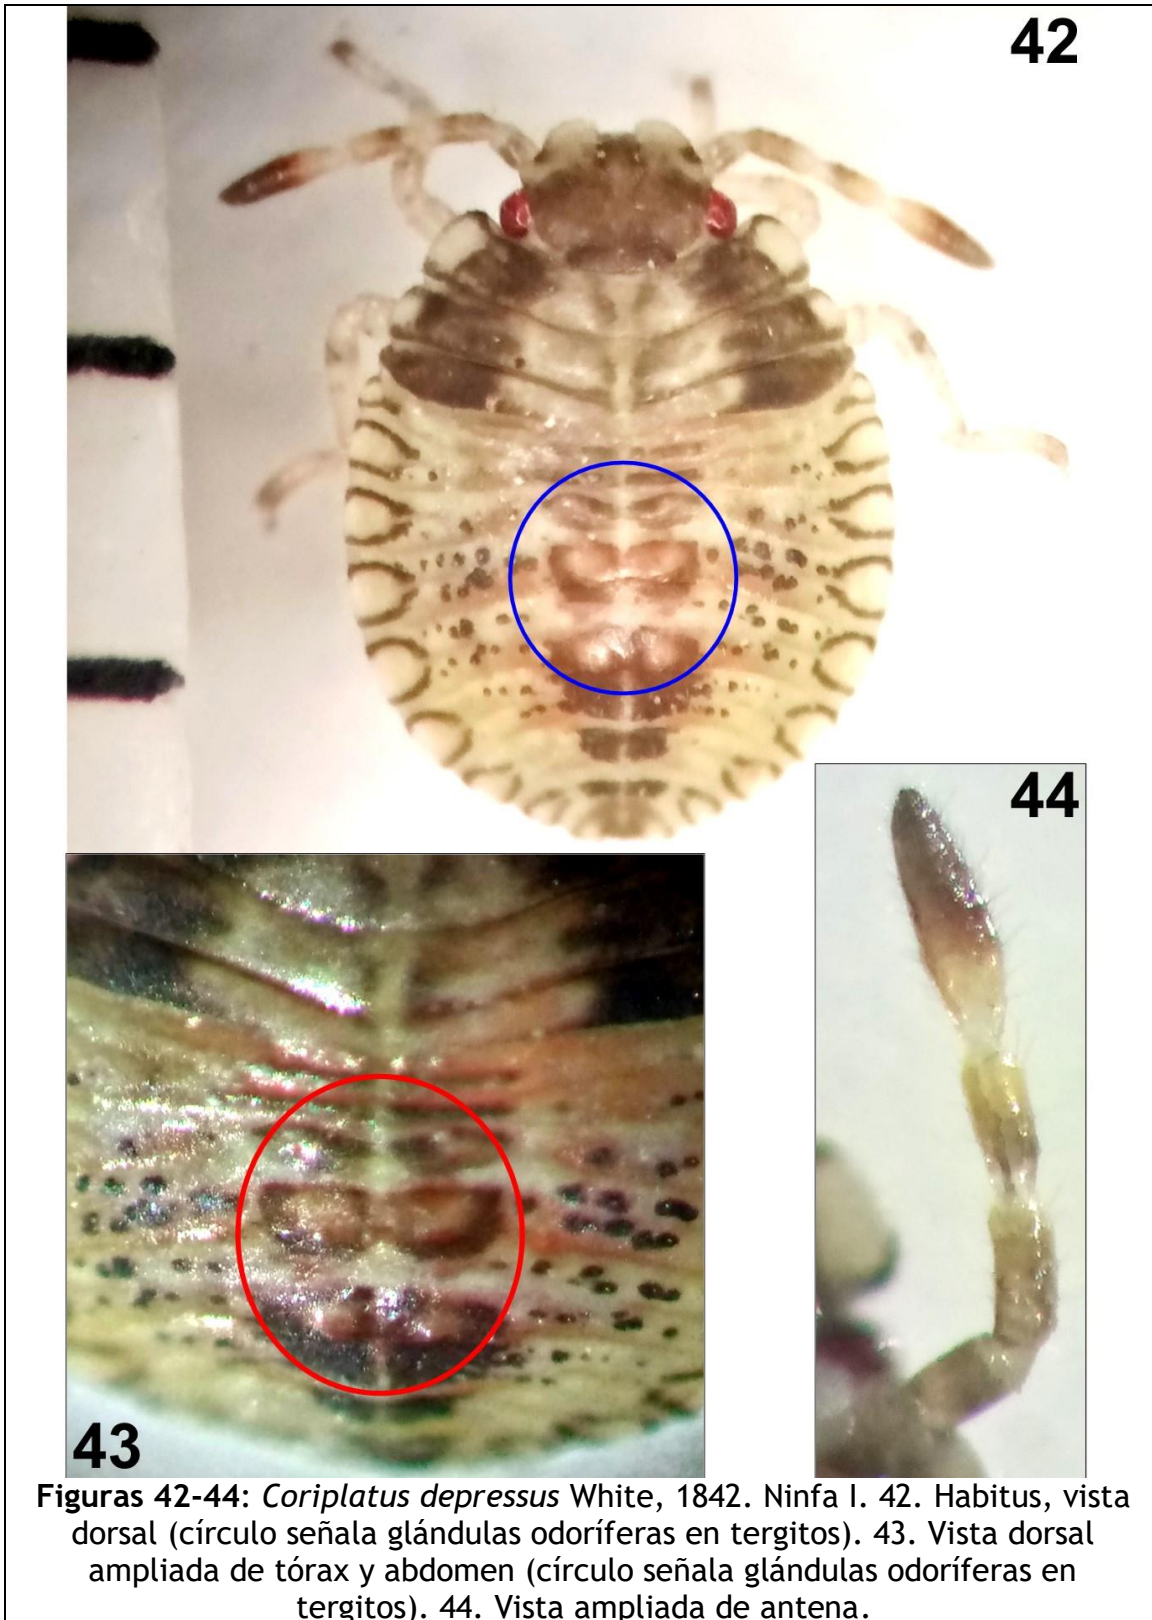 42
44
43
Figuras 42-44: Coriplatus depressus White, 1842. Ninfa I. 42. Habitus, vista
dorsal (círculo señala glándulas odoríferas en tergitos). 43. Vista dorsal
ampliada de tórax y abdomen (círculo señala glándulas odoríferas en
tergitos). 44. Vista ampliada de antena.